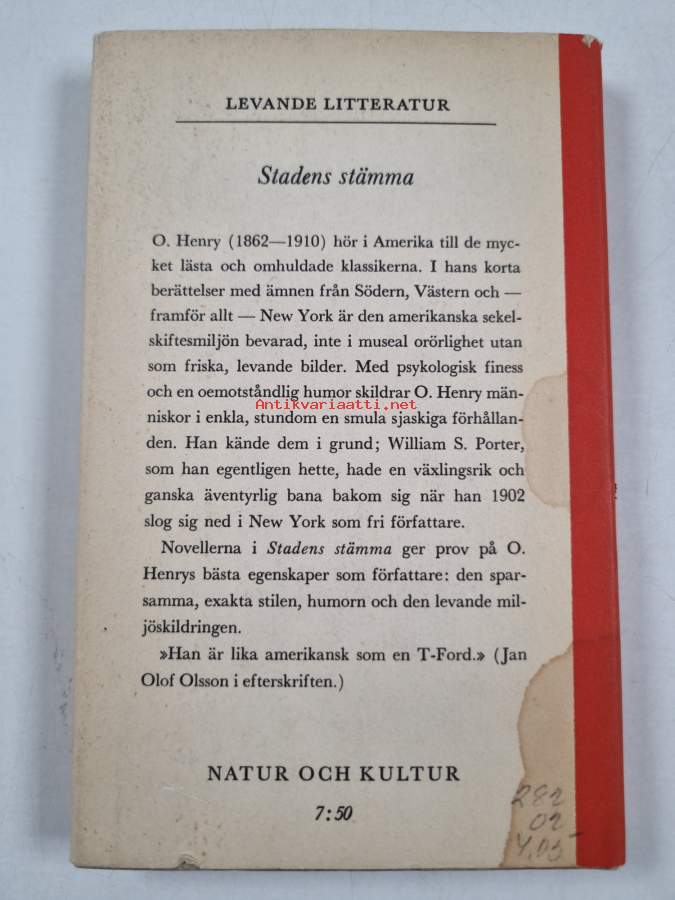 LEVANDE LITTERATUR
Stadens stämma
O. Henry (1862—1910) hör i Amerika till de myc-
ket lästa och omhuldade klassikerna. I hans korta
berättelser med ämnen från Södern, Västern och —
framför allt — New York är den amerikanska sekel-
skiftesmiljön bevarad, inte i museal orörlighet utan
som friska, levande bilder. Med psykologisk finess
och en oemotståndlig humor skildrar O. Henry män-
Antikvariaatti.net
niskor i enkla, stundom en smula sjaskiga förhållan-
den. Han kände dem i grund; William S. Porter,
som han egentligen hette, hade en växlingsrik och
ganska äventyrlig bana bakom sig när han 1902
slog sig ned i New York som fri författare.
Novellerna i Stadens stämma ger prov på O.
Henrys bästa egenskaper som författare: den spar-
samma, exakta stilen, humorn och den levande mil-
jöskildringen.
»Han är lika amerikansk som en T-Ford.» (Jan
Olof Olsson i efterskriften.)
NATUR OCH KULTUR
7:50
282
02